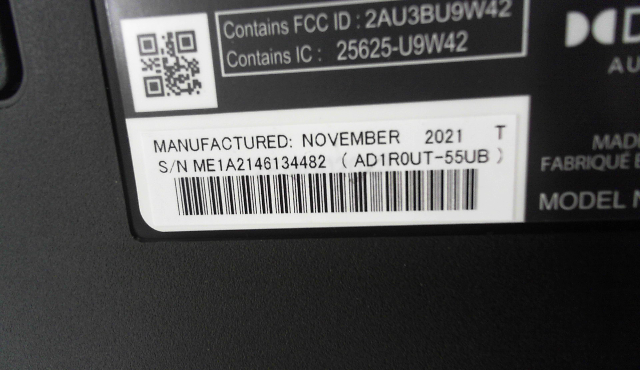 Contains FCC ID : 2AU3BU9W42
Contains IC : 25625-U9W42
AU
MANUFACTURED: NOVEMBER 2021 T
S/N ME1A2146134482 ( AD1R0UT-55UB )
MADE
FABRIQUÉ
MODEL N